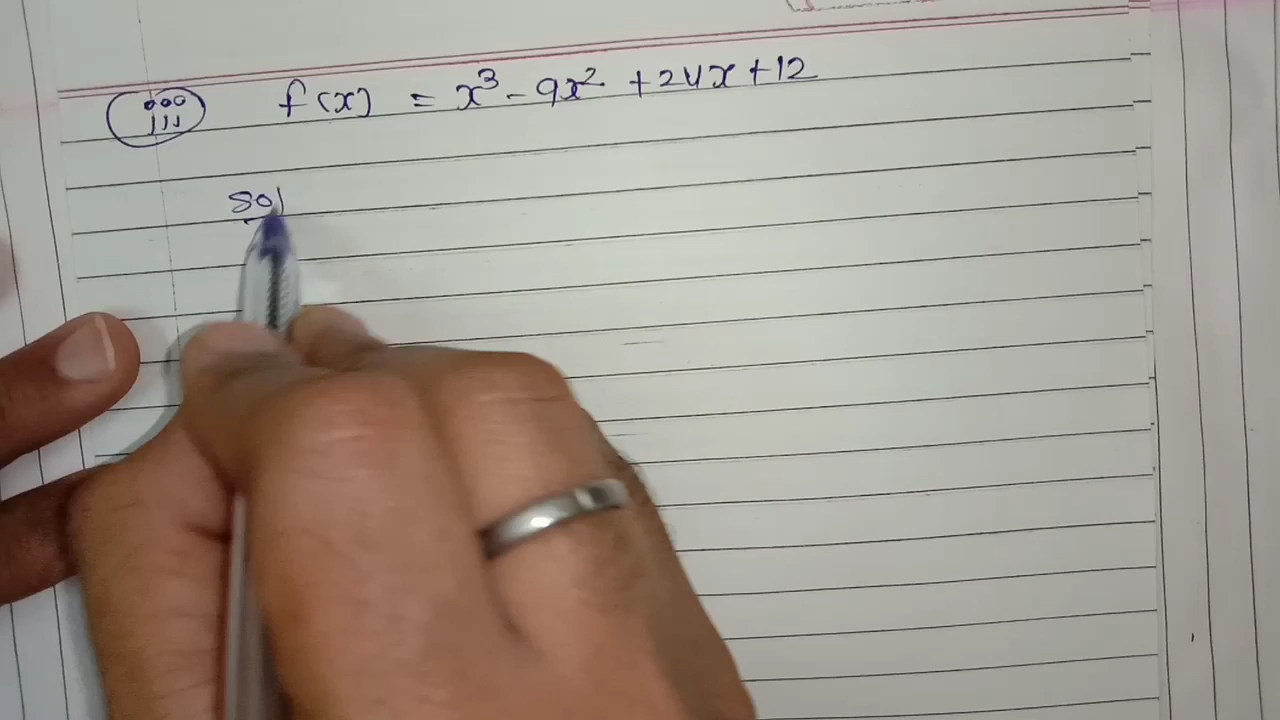 iii f(x) = x³ - 9x² + 24x + 12
sol